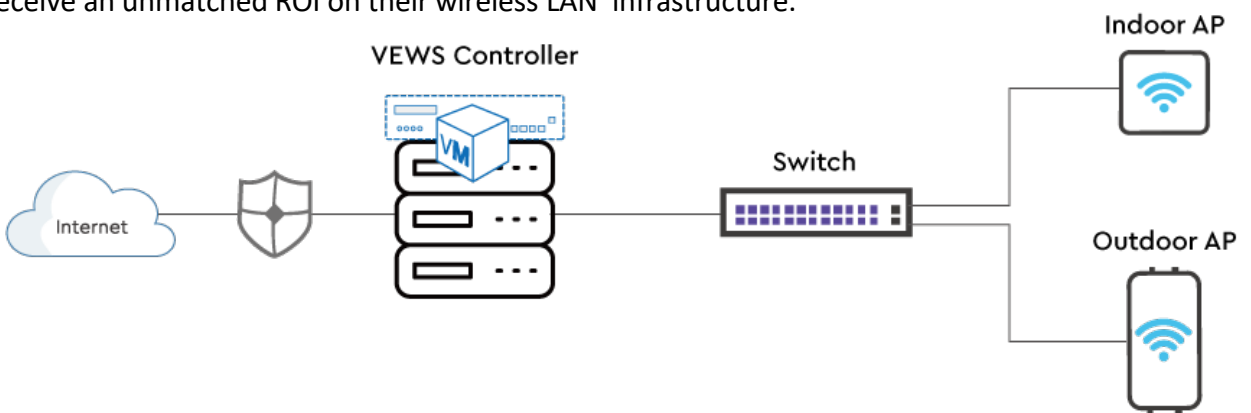 eceive an unmatched ROI on their wireless LAN infrastructure.
Indoor AP
VEWS Controller
VM
Switch
Internet
Outdoor AP